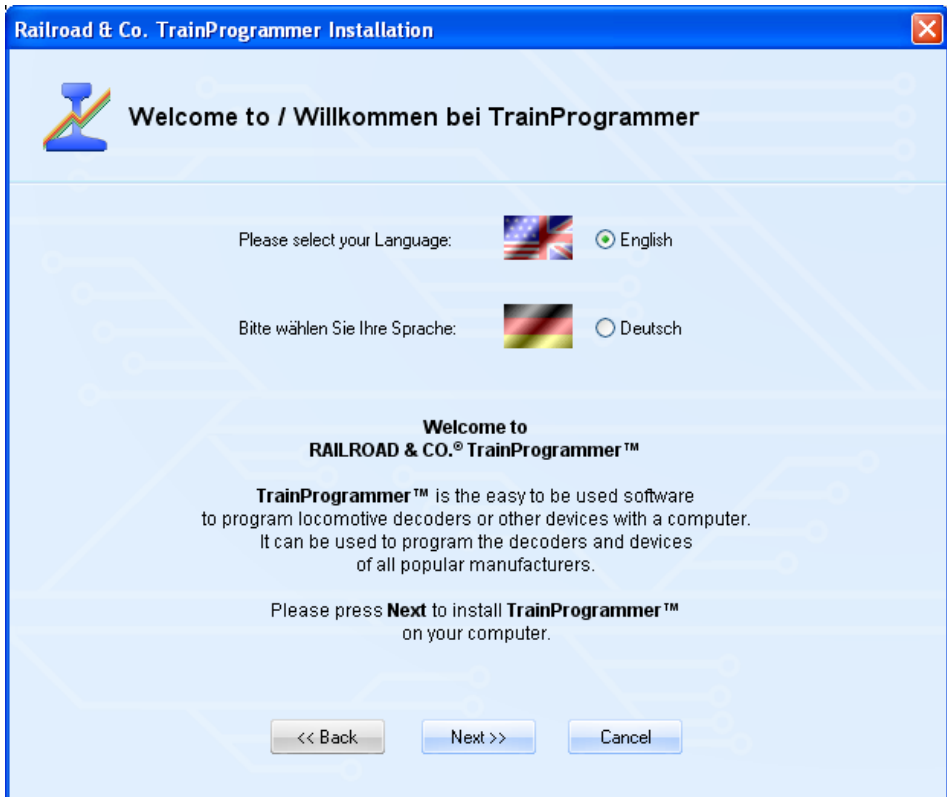 Railroad & Co. TrainProgrammer Installation
Welcome to / Willkommen bei TrainProgrammer
Please select your Language:
English
Bitte wählen Sie Ihre Sprache:
Deutsch
Welcome to
RAILROAD & CO.® TrainProgrammer™
TrainProgrammer™ is the easy to be used software
to program locomotive decoders or other devices with a computer.
It can be used to program the decoders and devices
of all popular manufacturers.
Please press Next to install TrainProgrammer™
on your computer.
<< Back
Next >>
Cancel